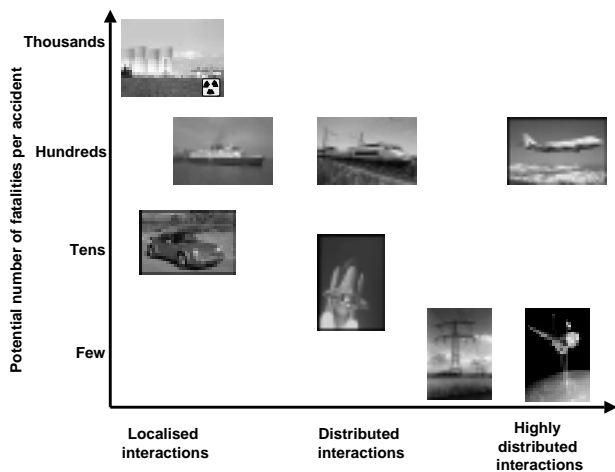 Potential number of fatalities per accident
Thousands
Hundreds
Tens
Few
Localised
interactions
Distributed
interactions
Highly
distributed
interactions